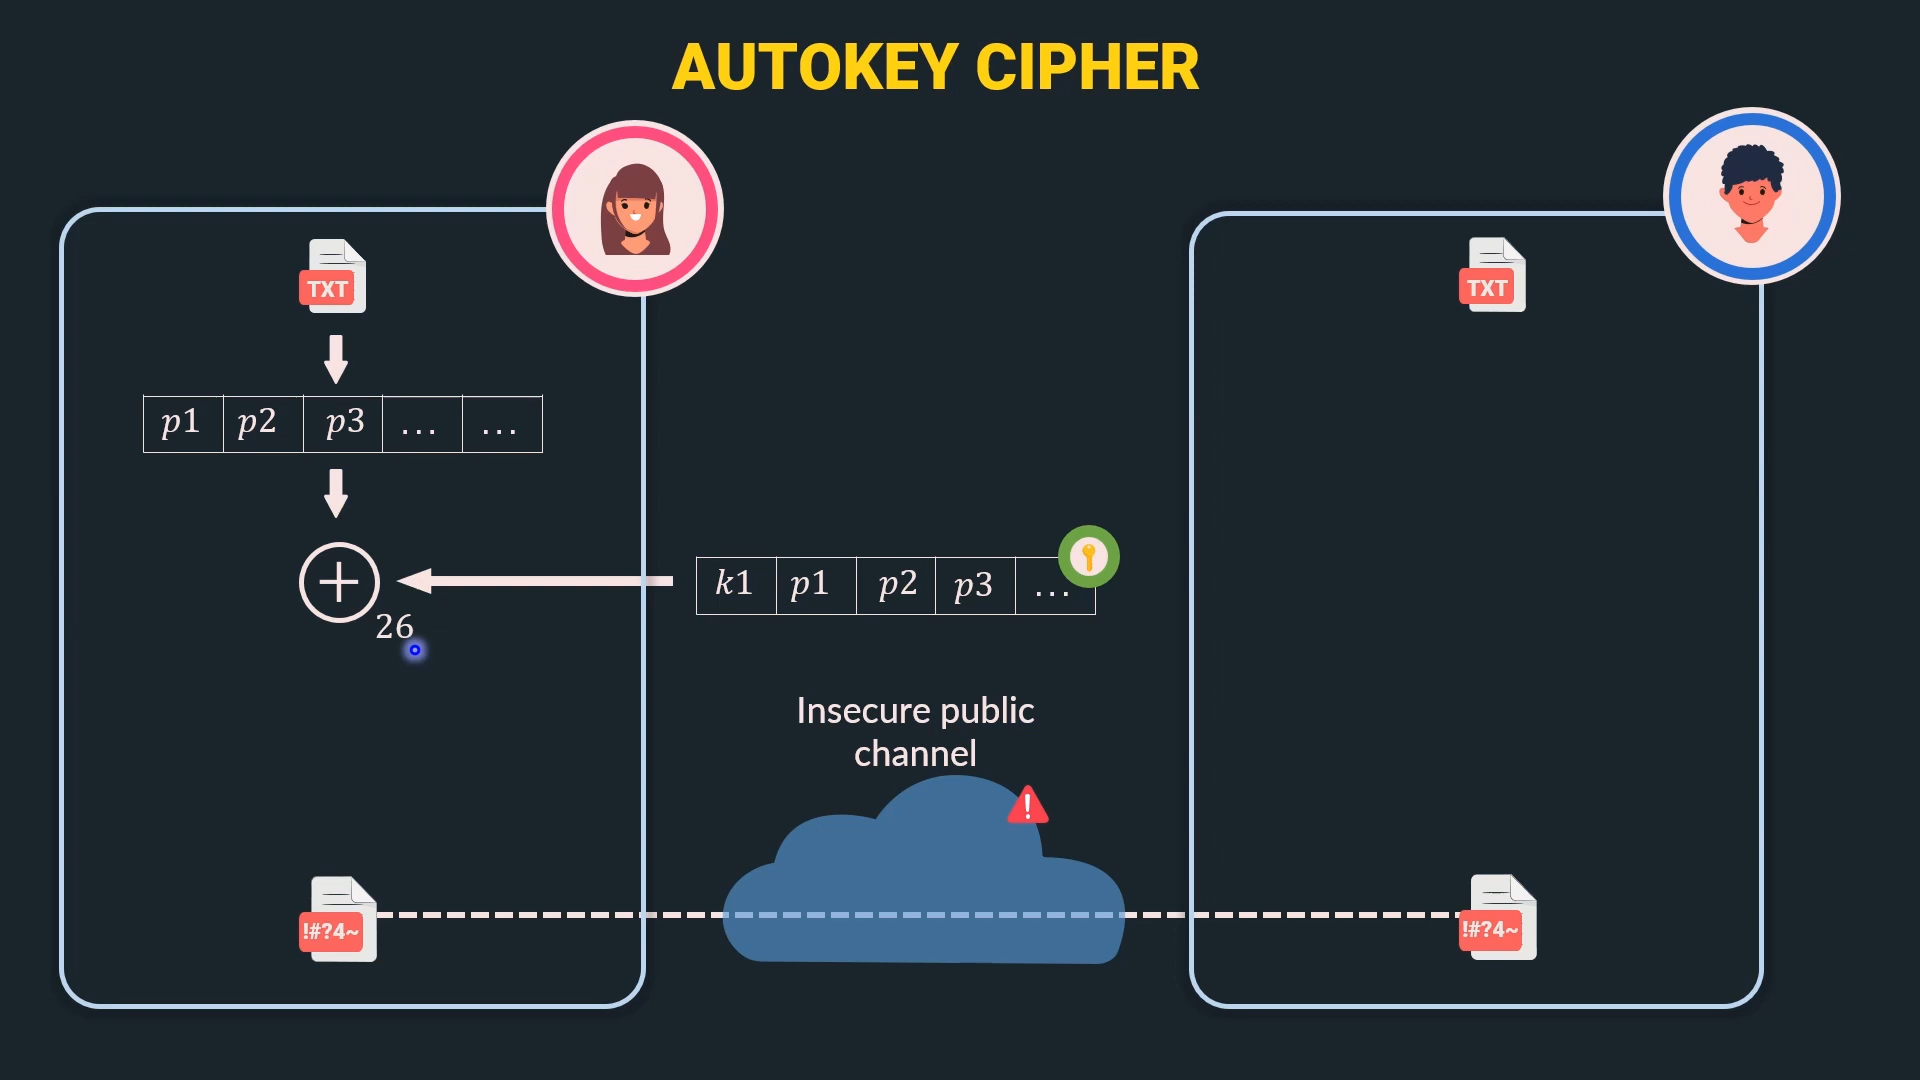 AUTOKEY CIPHER
TXT
TXT
p1 p2 p3 ... ...
26
k1 p1 p2 p3 ...
Insecure public
channel
!#?4~
!#?4~